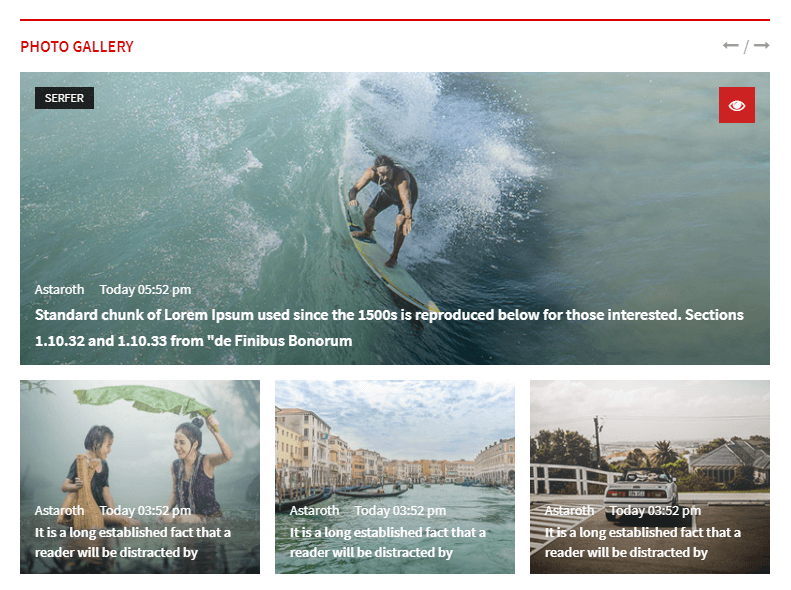 PHOTO GALLERY
/
SERFER
Astaroth Today 05:52 pm
Standard chunk of Lorem Ipsum used since the 1500s is reproduced below for those interested. Sections
1.10.32 and 1.10.33 from "de Finibus Bonorum
Astaroth Today 03:52 pm
It is a long established fact that a
reader will be distracted by
Astaroth Today 03:52 pm
It is a long established fact that a
reader will be distracted by
Astaroth Today 03:52 pm
It is a long established fact that a
reader will be distracted by